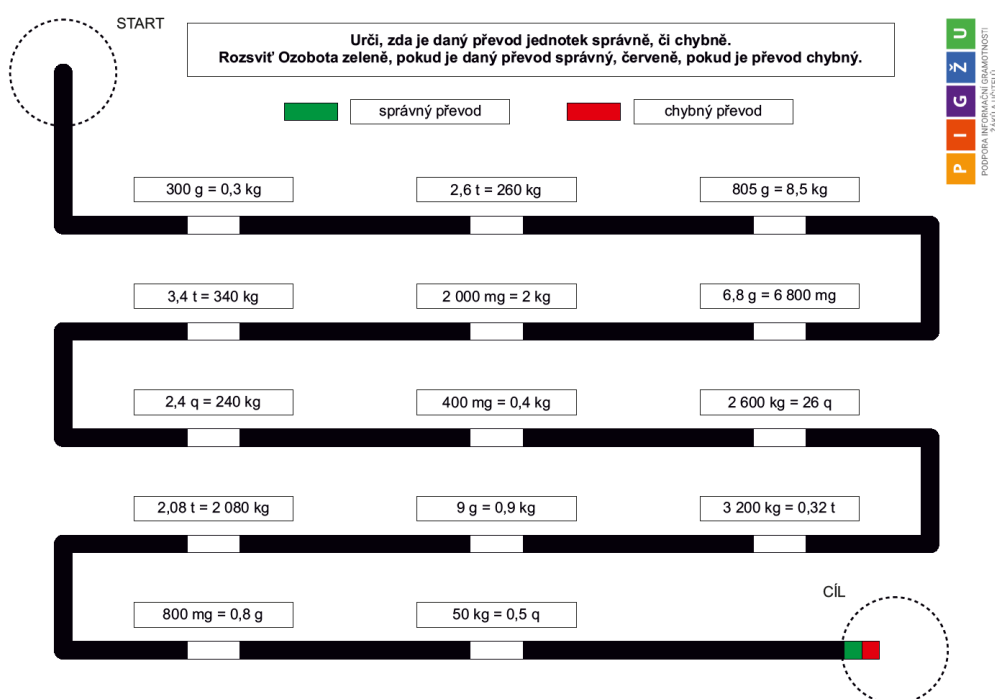 START
Urči, zda je daný převod jednotek správně, či chybně.
Rozsviť Ozobota zeleně, pokud je daný převod správný, červeně, pokud je převod chybný.
správný převod
chybný převod
300 g = 0,3 kg
2,6 t = 260 kg
805 g = 8,5 kg
3,4 t = 340 kg
2 000 mg = 2 kg
6,8 g = 6 800 mg
2,4 q = 240 kg
400 mg = 0,4 kg
2 600 kg = 26 q
2,08 t = 2 080 kg
9 g = 0,9 kg
3 200 kg = 0,32 t
800 mg = 0,8 g
50 kg = 0,5 q
CÍL
P I G Ž U
PODPORA INFORMAČNÍ GRAMOTNOSTI
ŽÁKŮ A UČITELŮ